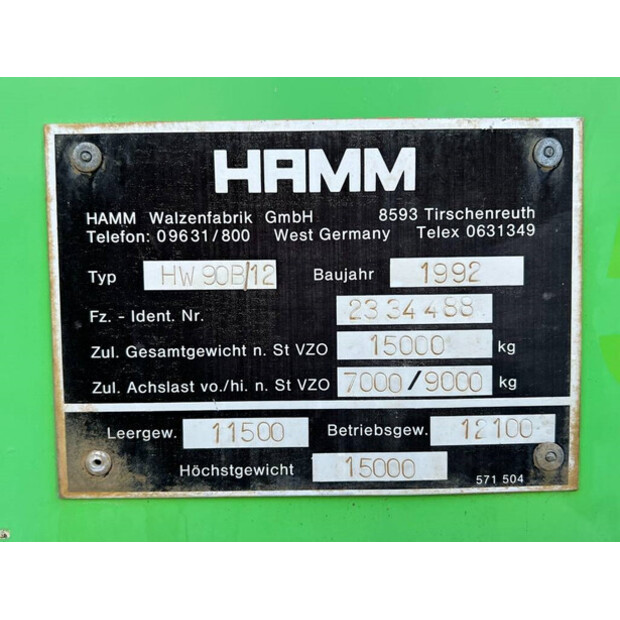 HAMM
HAMM Walzenfabrik GmbH 8593 Tirschenreuth
Telefon: 09631/800 West Germany Telex 0631349
Typ HW90B/12 Baujahr 1992
Fz. - Ident. Nr. 2334488
Zul. Gesamtgewicht n. St VZO 15000 kg
Zul. Achslast vo./hi. n. St VZO 7000/9000 kg
Leergew. 11500 Betriebsgew. 12100
Höchstgewicht 15000 571 504